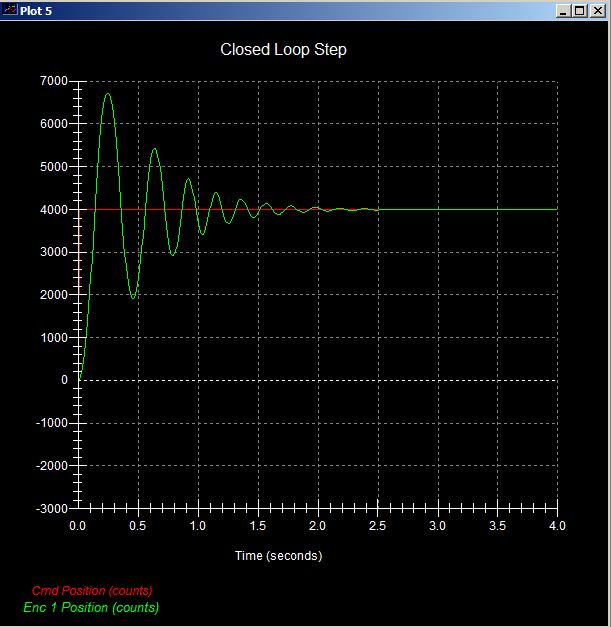 Plot 5
Closed Loop Step
7000
6000
5000
4000
3000
2000
1000
0
-1000
-2000
-3000
0.0 0.5 1.0 1.5 2.0 2.5 3.0 3.5 4.0
Time (seconds)
Cmd Position (counts)
Enc 1 Position (counts)